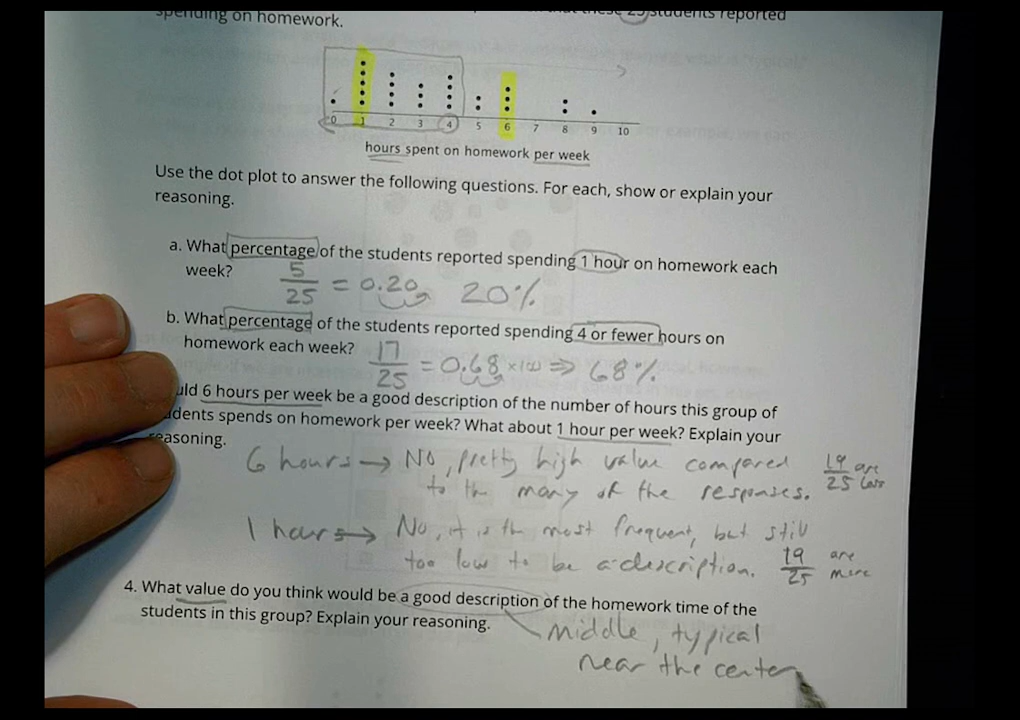 these 25 students reported
spending on homework.
0 1 2 3 4 5 6 7 8 9 10
hours spent on homework per week
Use the dot plot to answer the following questions. For each, show or explain your
reasoning.
a. What percentage of the students reported spending 1 hour on homework each
week? 5/25 = 0.20 20%
b. What percentage of the students reported spending 4 or fewer hours on
homework each week? 17/25 = 0.68 ×100 ⇒ 68%
uld 6 hours per week be a good description of the number of hours this group of
dents spends on homework per week? What about 1 hour per week? Explain your
reasoning.
6 hours → No, pretty high value compared 19/25 are less
to th many of the responses.
1 hours → No, it is th most frequent, but still
too low to be a description. 19/25 are more
4. What value do you think would be a good description of the homework time of the
students in this group? Explain your reasoning.
middle, typical
near the center